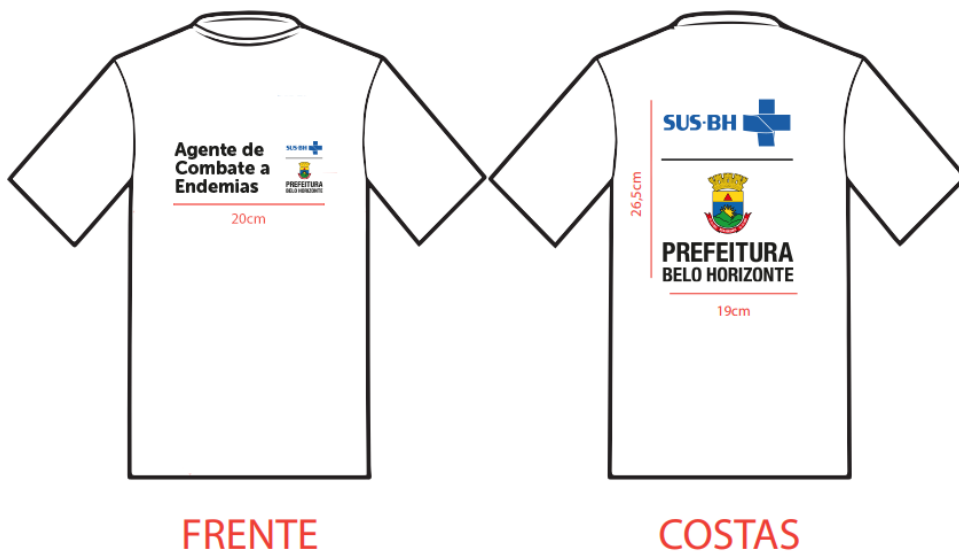 Agente de
Combate a
Endemias
SUS-BH
PREFEITURA
BELO HORIZONTE
20cm
SUS-BH
26,5cm
PREFEITURA
BELO HORIZONTE
19cm
FRENTE
COSTAS